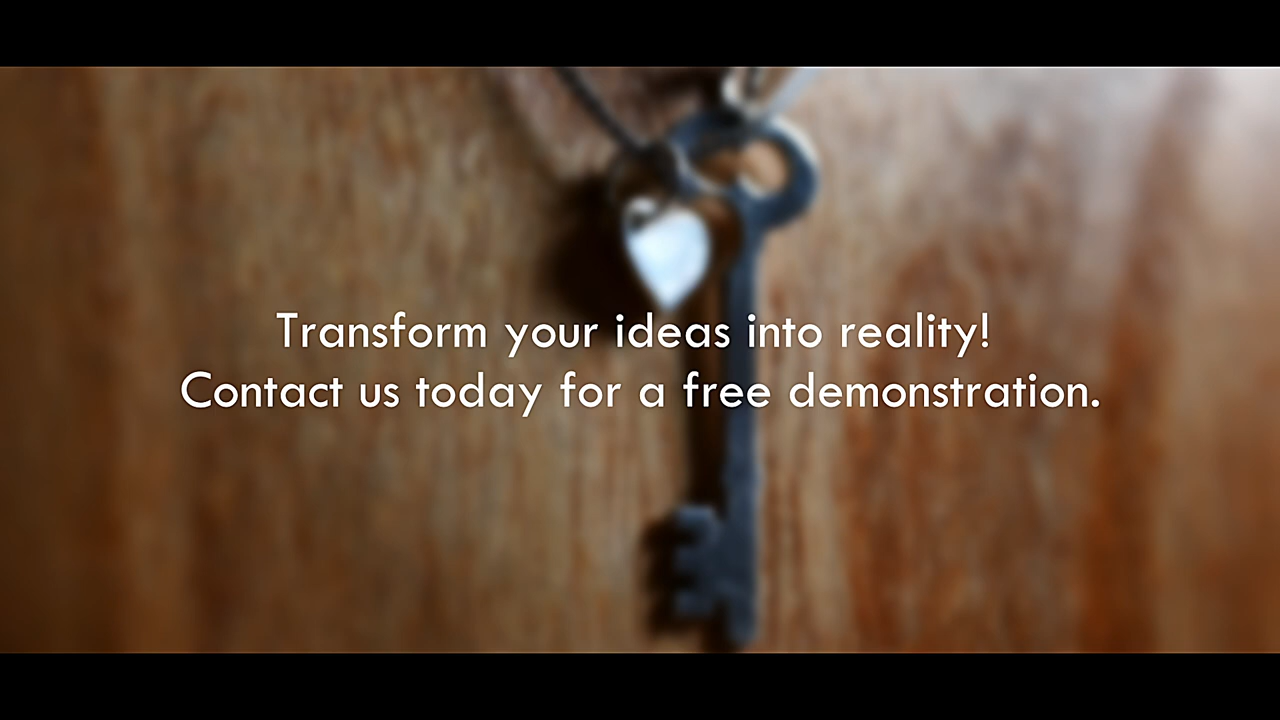 Transform your ideas into reality!
Contact us today for a free demonstration.